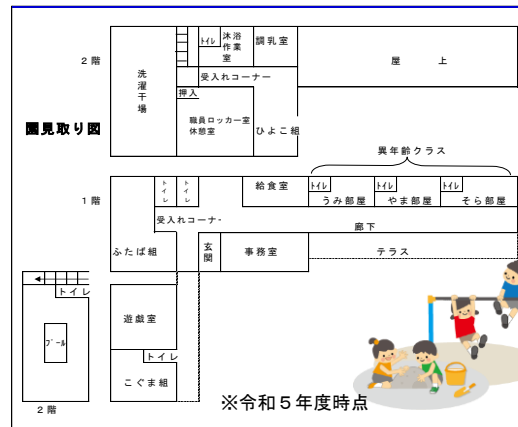 2階
トイレ
沐浴
作業
室
調乳室
屋上
洗濯干場
受入れコーナー
押入
園見取り図
職員ロッカー室
休憩室
ひよこ組
異年齢クラス
1階
トイレ
トイレ
給食室
トイレ
トイレ
トイレ
うみ部屋
やま部屋
そら部屋
受入れコーナー
廊下
ふたば組
玄関
事務室
テラス
トイレ
遊戯室
プール
トイレ
こぐま組
2階
※令和5年度時点